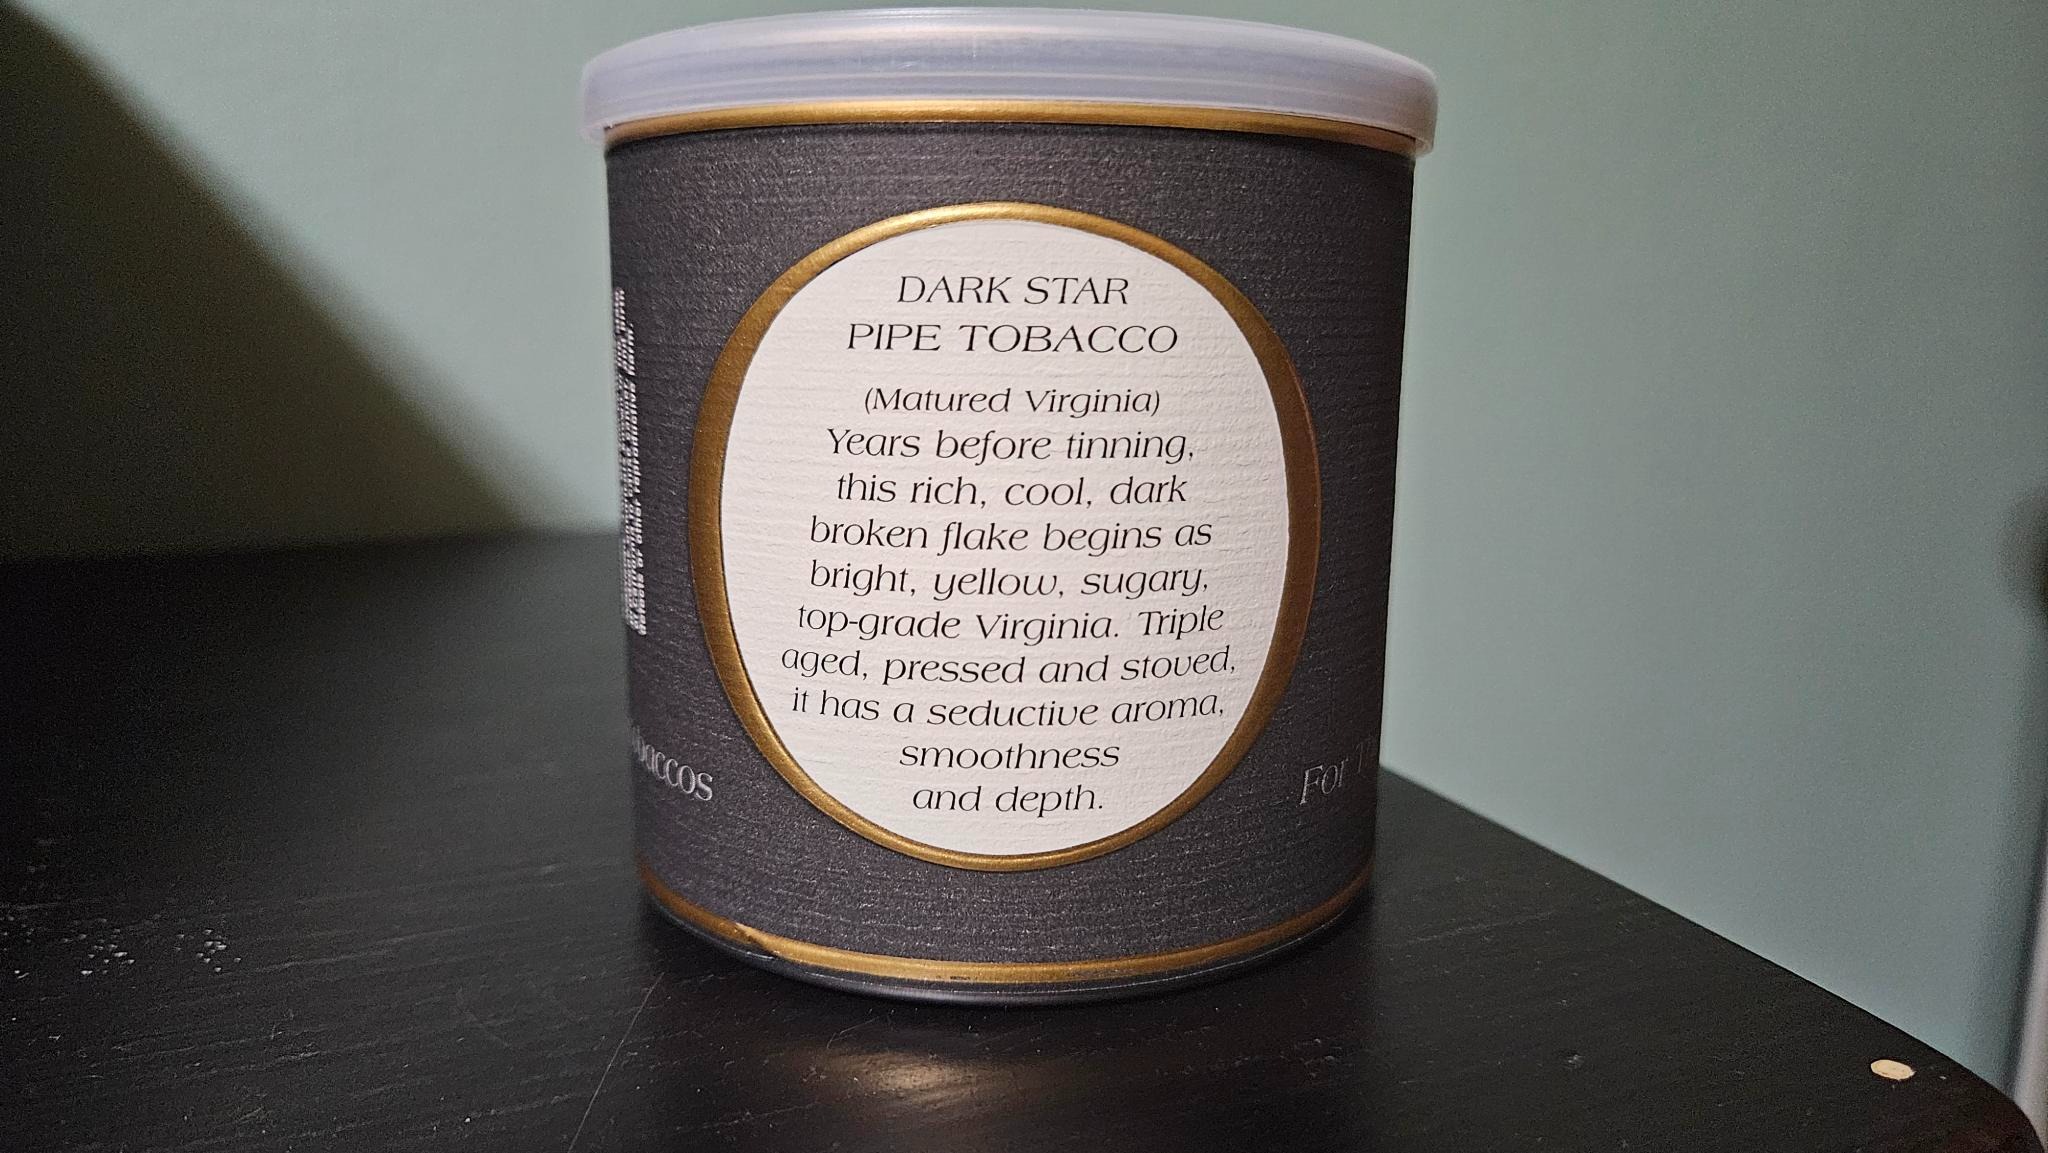 DARK STAR
PIPE TOBACCO
(Matured Virginia)
Years before tinning,
this rich, cool, dark
broken flake begins as
bright, yellow, sugary,
top-grade Virginia. Triple
aged, pressed and stoved,
it has a seductive aroma,
smoothness
and depth.
For